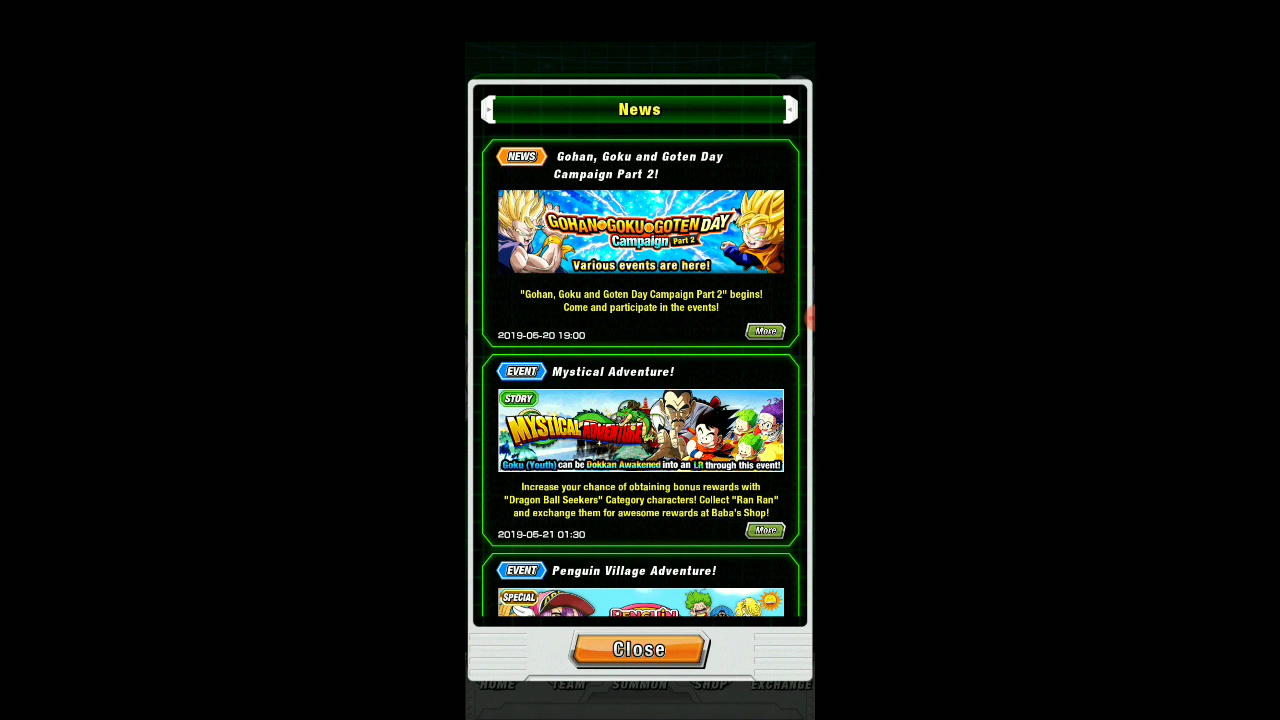 News
NEWS Gohan, Goku and Goten Day
Campaign Part 2!
GOHAN•GOKU•GOTEN DAY
Campaign Part 2
Various events are here!
"Gohan, Goku and Goten Day Campaign Part 2" begins!
Come and participate in the events!
2019-05-20 19:00
More
EVENT Mystical Adventure!
STORY
MYSTICAL ADVENTURE
Goku (Youth) can be Dokkan Awakened into an LR through this event!
Increase your chance of obtaining bonus rewards with
"Dragon Ball Seekers" Category characters! Collect "Ran Ran"
and exchange them for awesome rewards at Baba's Shop!
2019-05-21 01:30
More
EVENT Penguin Village Adventure!
SPECIAL
PENGUIN
Close
HOME TEAM SUMMON SHOP EXCHANGE